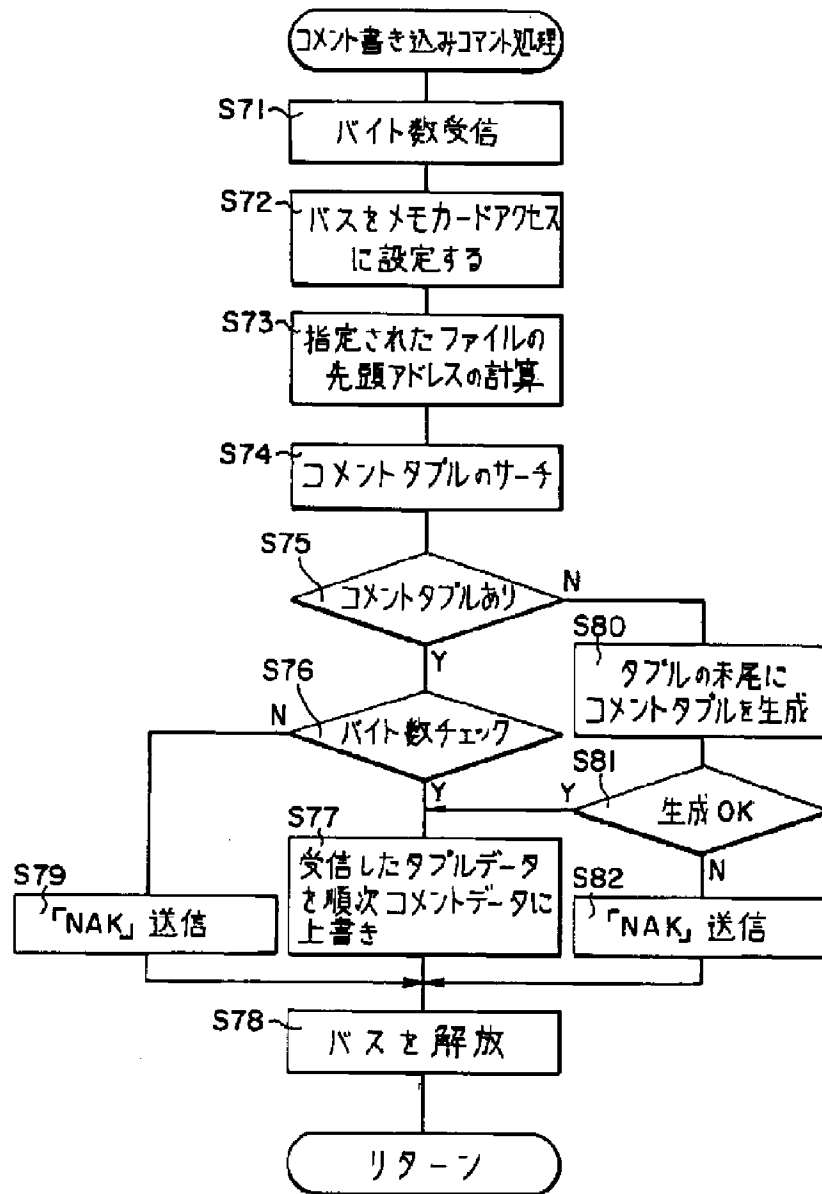 コメント書き込みコマント処理
S71
バイト数受信
S72
バスをメモカードアクセス
に設定する
S73
指定されたファイルの
先頭アドレスの計算
S74
コメントタプルのサーチ
S75
コメントタプルあり
N
Y
S80
タプルの末尾に
コメントタプルを生成
S76
N
バイト数チェック
Y
S81
Y
生成OK
N
S77
受信したタプルデータ
を順次コメントデータに
上書き
S79
「NAK」送信
S82
「NAK」送信
S78
バスを解放
リターン